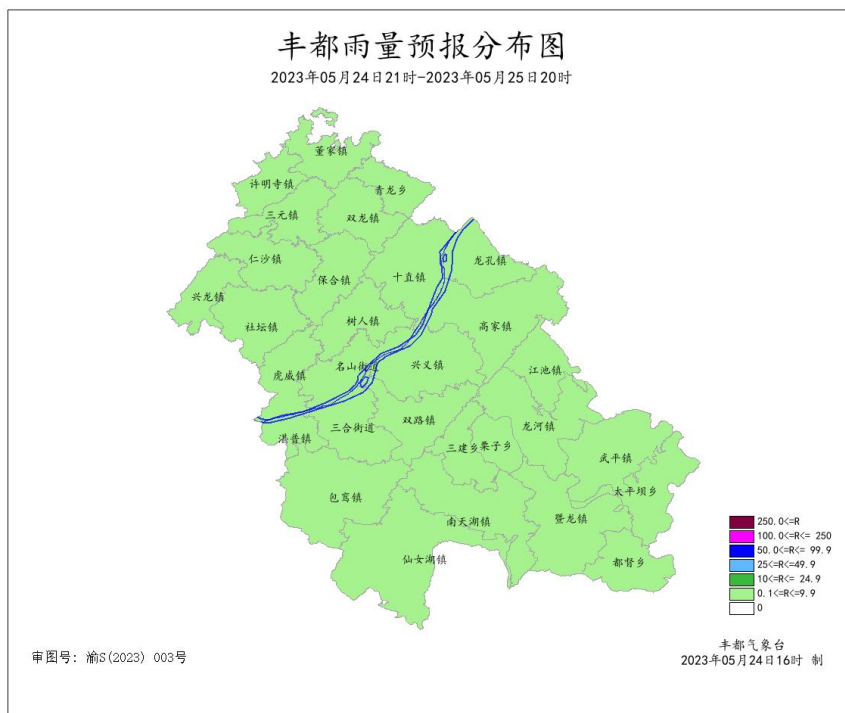 丰都雨量预报分布图
2023年05月24日21时-2023年05月25日20时
董家镇
许明寺镇
青龙乡
三元镇
双龙镇
仁沙镇
龙孔镇
保合镇
十直镇
兴龙镇
社坛镇
树人镇
高家镇
虎威镇
名山街道
兴义镇
江池镇
湛普镇
三合街道
双路镇
龙河镇
三建乡
栗子乡
武平镇
包鸾镇
太平坝乡
南天湖镇
暨龙镇
仙女湖镇
都督乡
250.0<=R
100.0<=R<= 250
50.0<=R<= 99.9
25<=R<=49.9
10<=R<= 24.9
0.1<=R<=9.9
0
审图号: 渝S(2023) 003号
丰都气象台
2023年05月24日16时 制